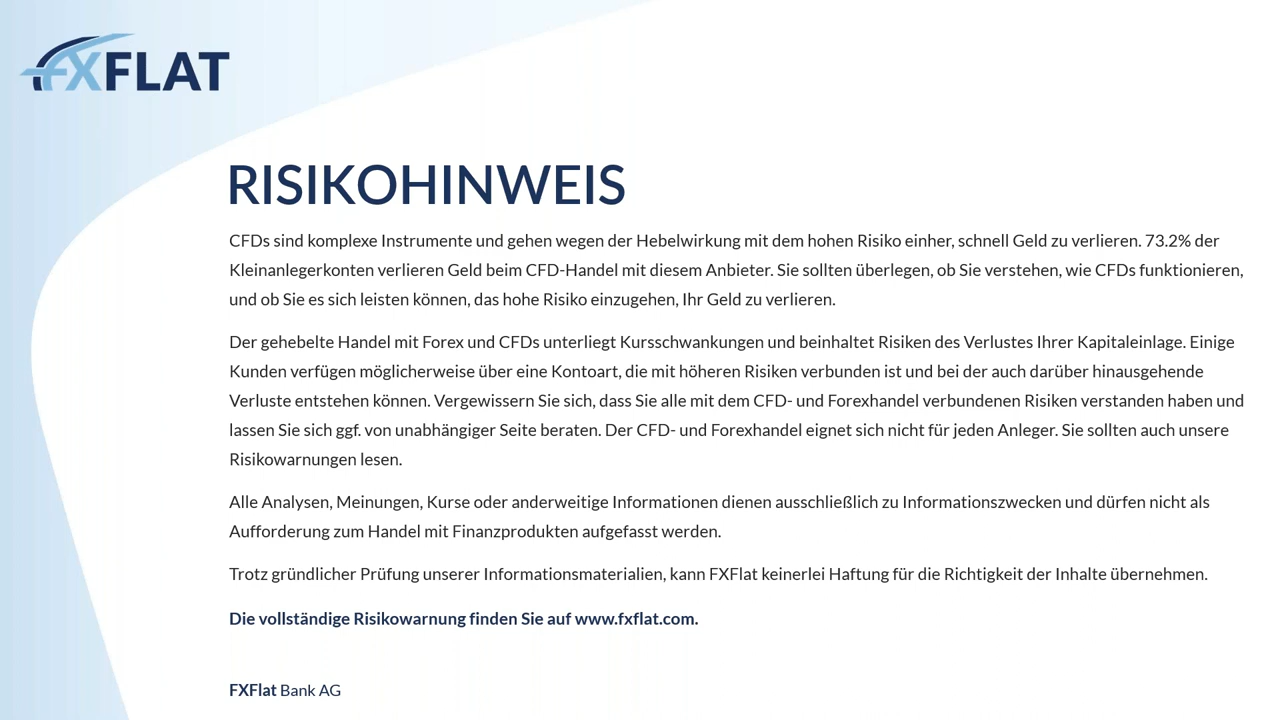 FXFLAT
RISIKOHINWEIS
CFDs sind komplexe Instrumente und gehen wegen der Hebelwirkung mit dem hohen Risiko einher, schnell Geld zu verlieren. 73.2% der
Kleinanlegerkonten verlieren Geld beim CFD-Handel mit diesem Anbieter. Sie sollten überlegen, ob Sie verstehen, wie CFDs funktionieren,
und ob Sie es sich leisten können, das hohe Risiko einzugehen, Ihr Geld zu verlieren.
Der gehebelte Handel mit Forex und CFDs unterliegt Kursschwankungen und beinhaltet Risiken des Verlustes Ihrer Kapitaleinlage. Einige
Kunden verfügen möglicherweise über eine Kontoart, die mit höheren Risiken verbunden ist und bei der auch darüber hinausgehende
Verluste entstehen können. Vergewissern Sie sich, dass Sie alle mit dem CFD- und Forexhandel verbundenen Risiken verstanden haben und
lassen Sie sich ggf. von unabhängiger Seite beraten. Der CFD- und Forexhandel eignet sich nicht für jeden Anleger. Sie sollten auch unsere
Risikowarnungen lesen.
Alle Analysen, Meinungen, Kurse oder anderweitige Informationen dienen ausschließlich zu Informationszwecken und dürfen nicht als
Aufforderung zum Handel mit Finanzprodukten aufgefasst werden.
Trotz gründlicher Prüfung unserer Informationsmaterialien, kann FXFlat keinerlei Haftung für die Richtigkeit der Inhalte übernehmen.
Die vollständige Risikowarnung finden Sie auf www.fxflat.com.
FXFlat Bank AG